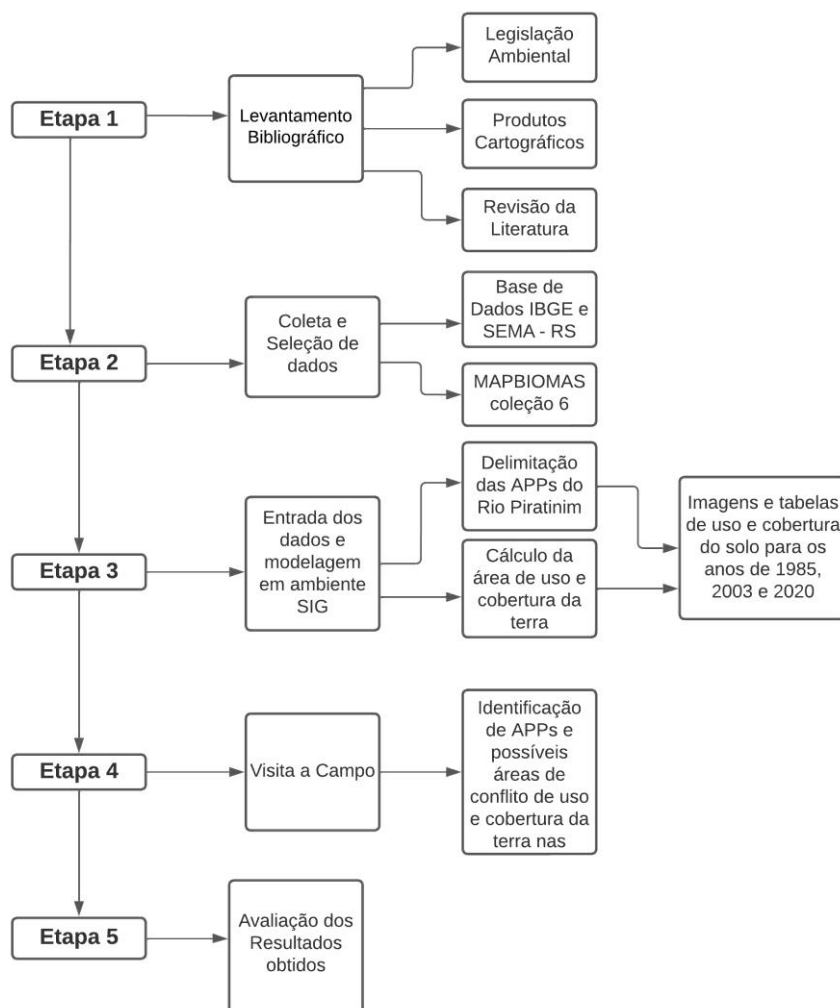 Etapa 1
Levantamento
Bibliográfico
Legislação
Ambiental
Produtos
Cartográficos
Revisão da
Literatura
Etapa 2
Coleta e
Seleção de
dados
Base de
Dados IBGE e
SEMA - RS
MAPBIOMAS
coleção 6
Etapa 3
Entrada dos
dados e
modelagem
em ambiente
SIG
Delimitação
das APPs do
Rio Piratinim
Cálculo da
área de uso e
cobertura da
terra
Imagens e tabelas
de uso e cobertura
do solo para os
anos de 1985,
2003 e 2020
Etapa 4
Visita a Campo
Identificação
de APPs e
possíveis
áreas de
conflito de uso
e cobertura da
terra nas
Etapa 5
Avaliação dos
Resultados
obtidos